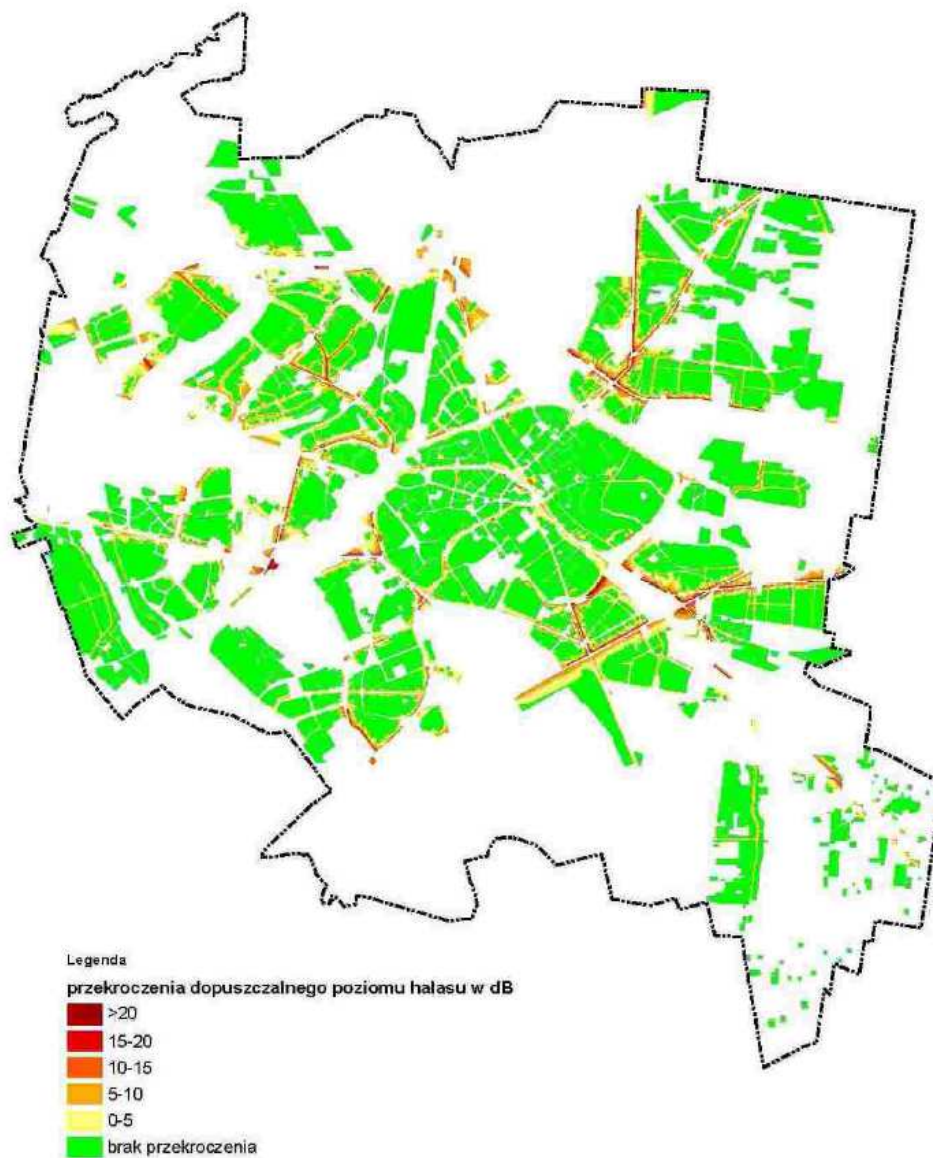 Legenda
przekroczenia dopuszczalnego poziomu hałasu w dB
>20
15-20
10-15
5-10
0-5
brak przekroczenia